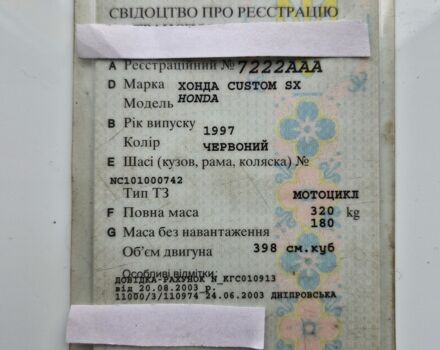 СВІДОЦТВО ПРО РЕЄСТРАЦІЮ
A Реєстраційний № 7222ААА
D Марка ХОНДА CUSTOM SX
Модель HONDA
B Рік випуску 1997
Колір ЧЕРВОНИЙ
E Шасі (кузов, рама, коляска) №
NC101000742
Тип ТЗ МОТОЦИКЛ
F Повна маса 320 kg
G Маса без навантаження 180
Об'єм двигуна 398 см.куб
Особливі відмітки:
ДОВІДКА-РАХУНОК N_КГС010913
від 20.08.2003 р.
11000/3/110974 24.06.2003 ДНІПРОВСЬКА